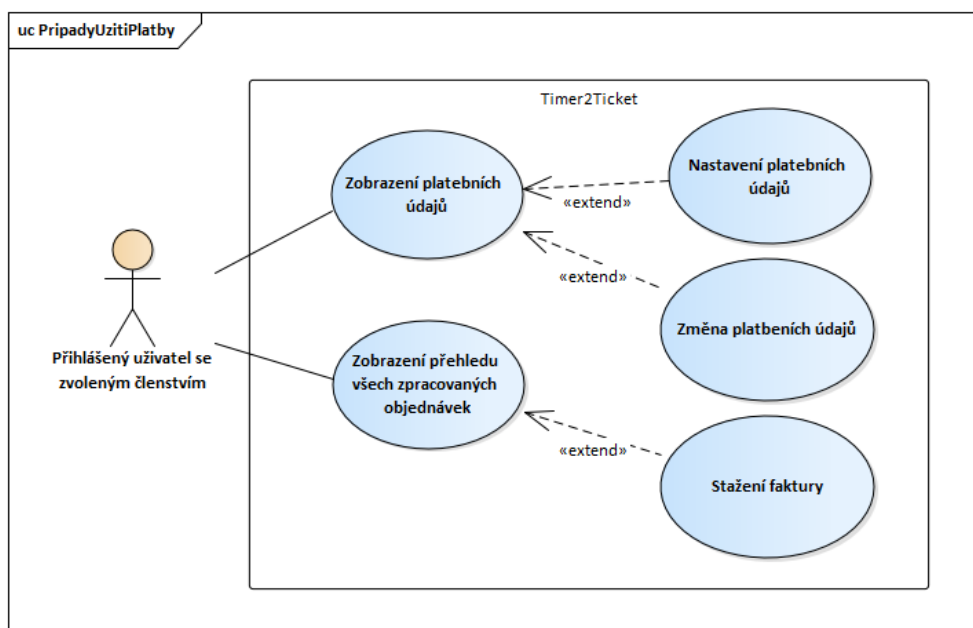 uc PripadyUzitiPlatby
Timer2Ticket
Zobrazení platebních
údajů
Nastavení platebních
údajů
«extend»
«extend»
Změna platbeních údajů
Přihlášený uživatel se
zvoleným členstvím
Zobrazení přehledu
všech zpracovaných
objednávek
«extend»
Stažení faktury